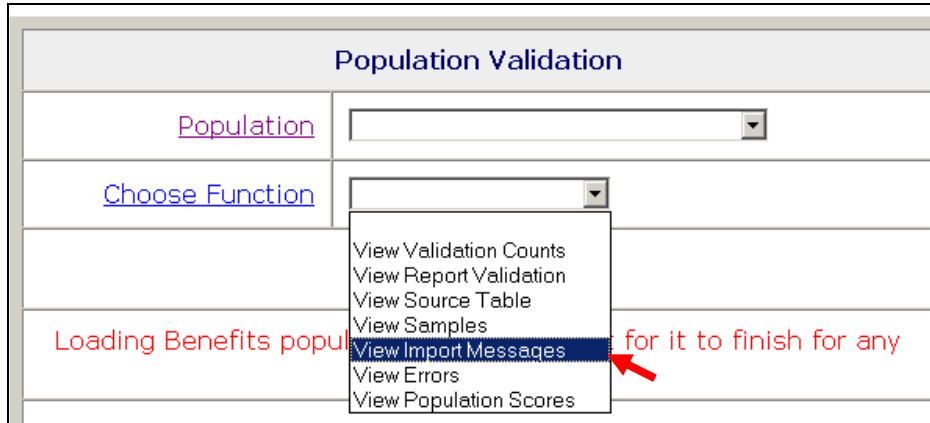 Population Validation
Population
Choose Function
View Validation Counts
View Report Validation
View Source Table
View Samples
Loading Benefits popul for it to finish for any
View Import Messages
View Errors
View Population Scores